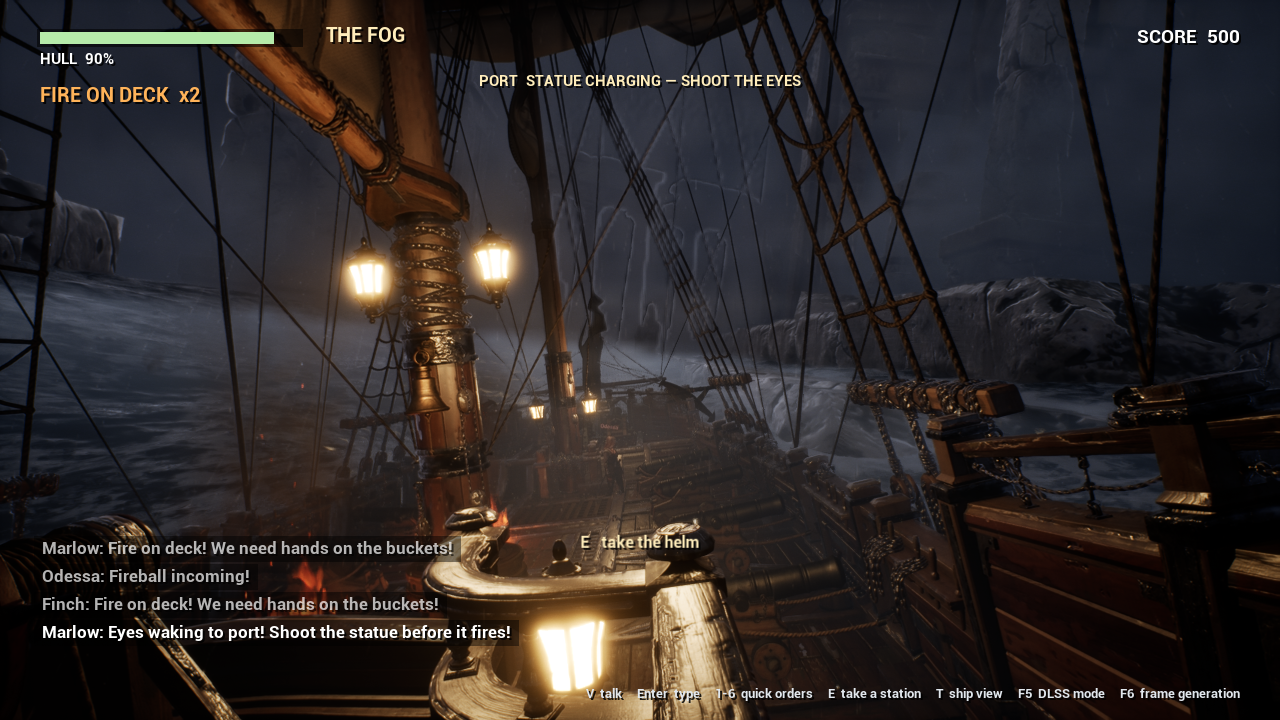 THE FOG
SCORE 500
HULL 90%
PORT STATUE CHARGING — SHOOT THE EYES
FIRE ON DECK x2
E take the helm
Marlow: Fire on deck! We need hands on the buckets!
Odessa: Fireball incoming!
Finch: Fire on deck! We need hands on the buckets!
Marlow: Eyes waking to port! Shoot the statue before it fires!
V talk Enter type 1-6 quick orders E take a station T ship view F5 DLSS mode F6 frame generation